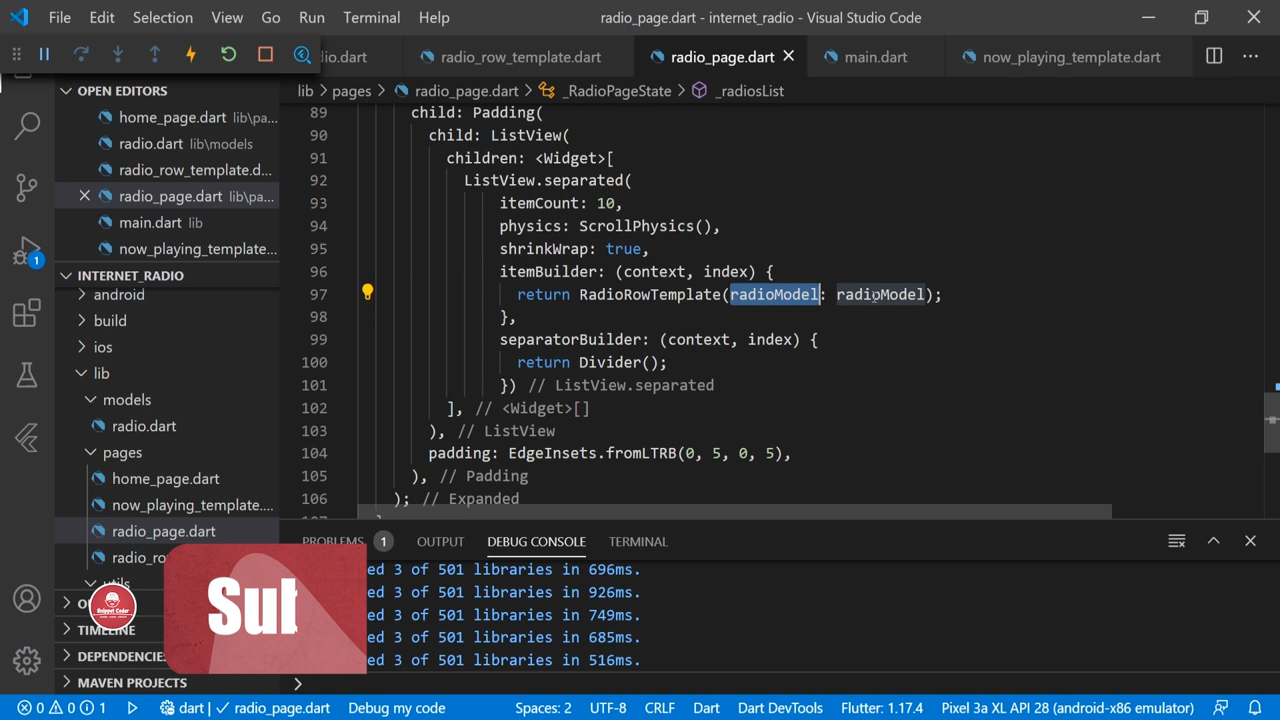 File Edit Selection View Go Run Terminal Help radio_page.dart - internet_radio - Visual Studio Code
dio.dart radio_row_template.dart radio_page.dart main.dart now_playing_template.dart
lib pages radio_page.dart _RadioPageState _radiosList
OPEN EDITORS
home_page.dart lib\pa...
radio.dart lib\models
radio_row_template.d...
radio_page.dart lib\pa...
main.dart lib
now_playing_template...
INTERNET_RADIO
android
build
ios
lib
models
radio.dart
pages
home_page.dart
now_playing_template....
radio_page.dart
radio_ro
utils
TIMELINE
DEPENDENCIES
MAVEN PROJECTS
1
89 child: Padding(
90 child: ListView(
91 children: <Widget>[
92 ListView.separated(
93 itemCount: 10,
94 physics: ScrollPhysics(),
95 shrinkWrap: true,
96 itemBuilder: (context, index) {
97 return RadioRowTemplate(radioModel: radioModel);
98 },
99 separatorBuilder: (context, index) {
100 return Divider();
101 }) // ListView.separated
102 ], // <Widget>[]
103 ), // ListView
104 padding: EdgeInsets.fromLTRB(0, 5, 0, 5),
105 ), // Padding
106 ); // Expanded
PROBLEMS 1 OUTPUT DEBUG CONSOLE TERMINAL
ed 3 of 501 libraries in 696ms.
ed 3 of 501 libraries in 926ms.
ed 3 of 501 libraries in 749ms.
ed 3 of 501 libraries in 685ms.
ed 3 of 501 libraries in 516ms.
Snippet Coder
Sub
0 0 1 dart | radio_page.dart Debug my code Spaces: 2 UTF-8 CRLF Dart Dart DevTools Flutter: 1.17.4 Pixel 3a XL API 28 (android-x86 emulator)